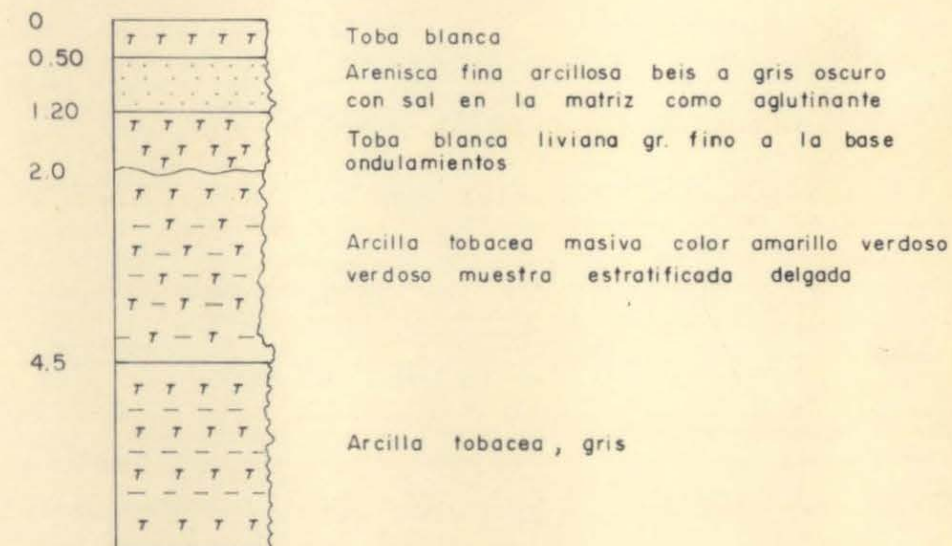 0
Toba blanca
0.50
Arenisca fina arcillosa beis a gris oscuro
con sal en la matriz como aglutinante
1.20
Toba blanca liviana gr. fino a la base
ondulamientos
2.0
Arcilla tobacea masiva color amarillo verdoso
verdoso muestra estratificada delgada
4.5
Arcilla tobacea, gris
T T T T T
T T T T
T T T T
T T
T T T T
— T — T —
T — T — T
— T — T
T — T — T
— T — T —
T T T T
— — — —
T T T T
— — — —
T T T T
— — — —
T T T T